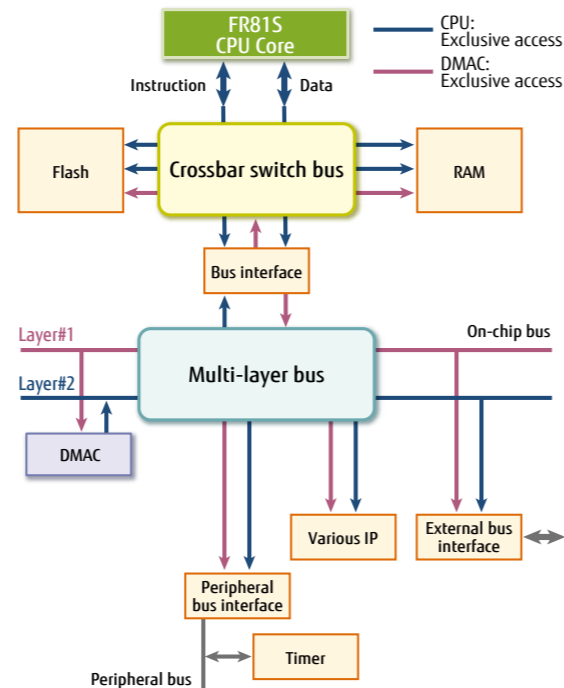 FR81S
CPU Core
CPU:
Exclusive access
DMAC:
Exclusive access
Instruction
Data
Flash
Crossbar switch bus
RAM
Bus interface
Layer#1
On-chip bus
Multi-layer bus
Layer#2
DMAC
Various IP
External bus
interface
Peripheral
bus interface
Timer
Peripheral bus